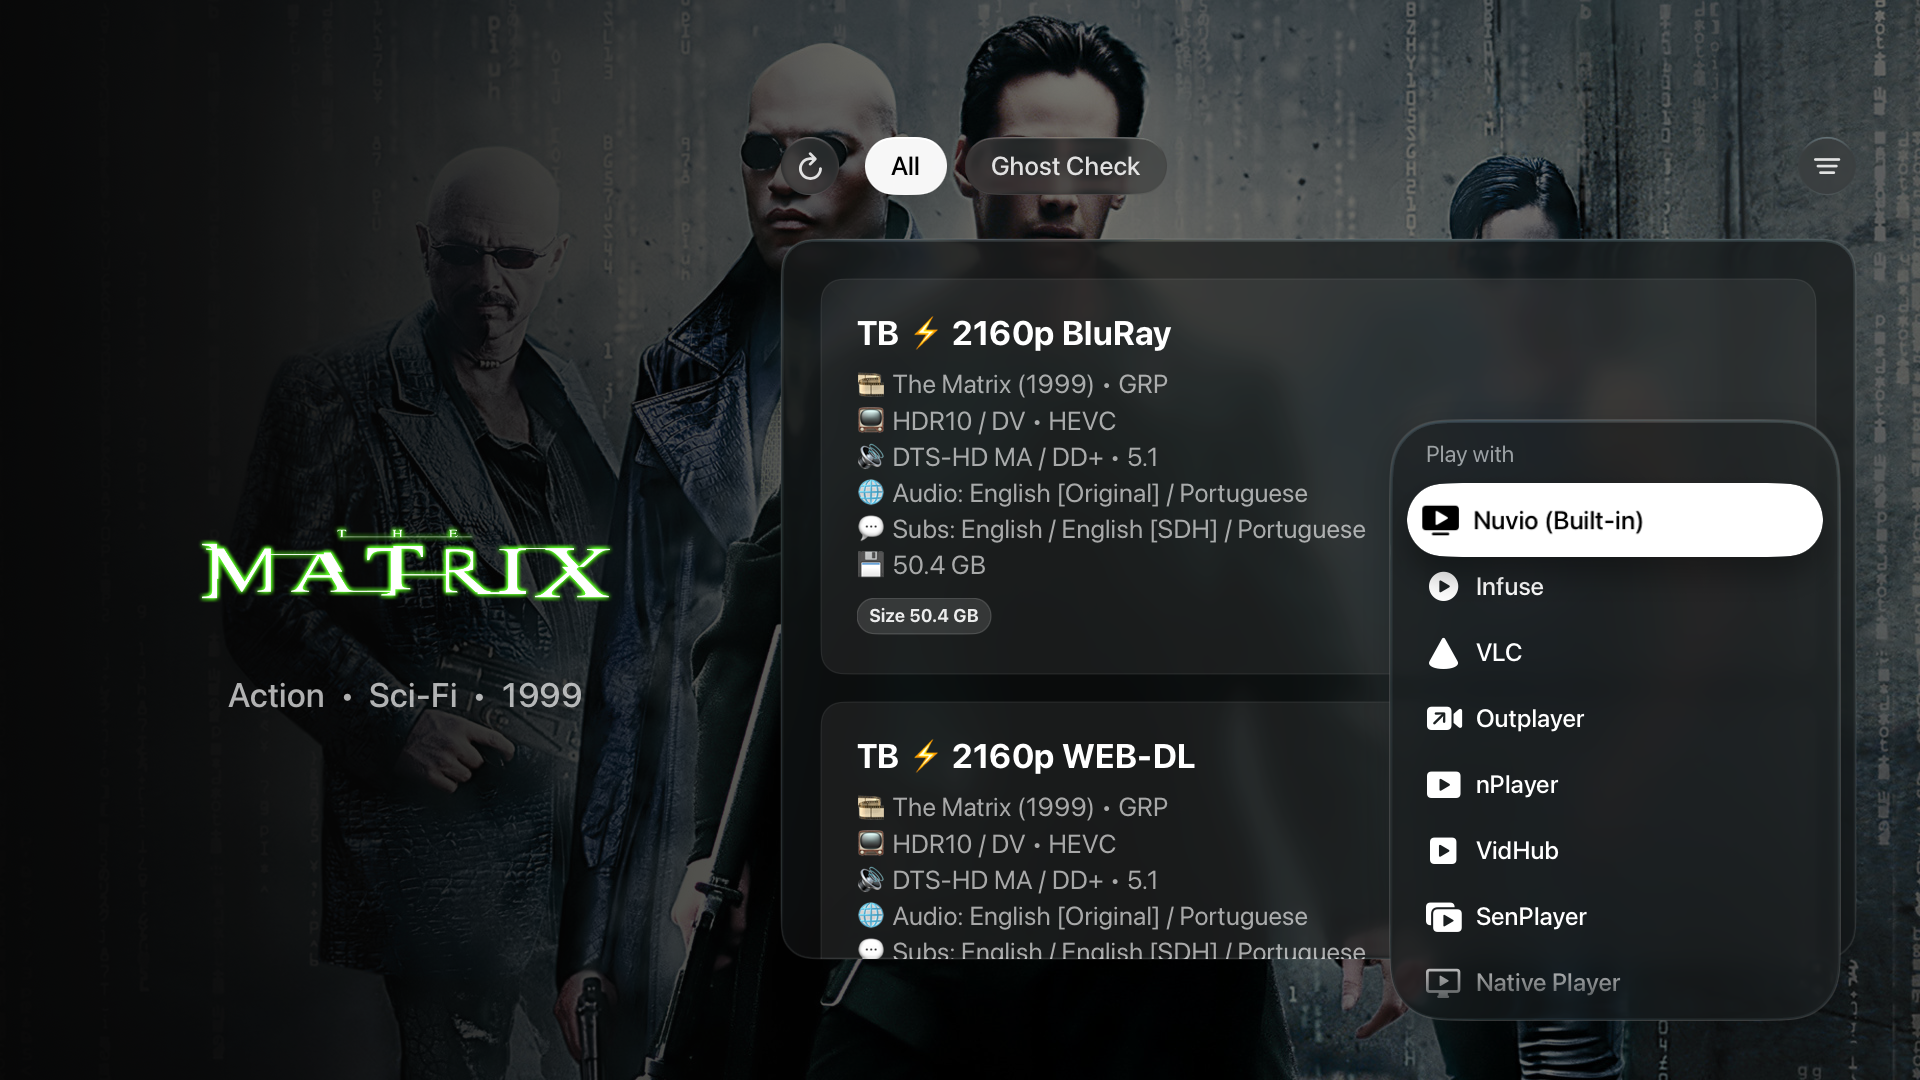 All
Ghost Check
THE
MATRIX
Action • Sci-Fi • 1999
TB ⚡ 2160p BluRay
The Matrix (1999) • GRP
HDR10 / DV • HEVC
DTS-HD MA / DD+ • 5.1
Audio: English [Original] / Portuguese
Subs: English / English [SDH] / Portuguese
50.4 GB
Size 50.4 GB
TB ⚡ 2160p WEB-DL
The Matrix (1999) • GRP
HDR10 / DV • HEVC
DTS-HD MA / DD+ • 5.1
Audio: English [Original] / Portuguese
Subs: English / English [SDH] / Portuguese
Play with
Nuvio (Built-in)
Infuse
VLC
Outplayer
nPlayer
VidHub
SenPlayer
Native Player